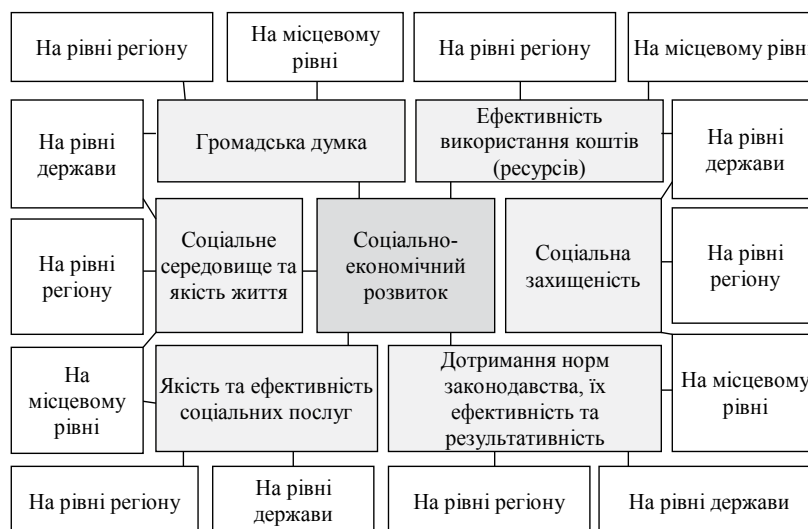 На рівні регіону
На місцевому
рівні
На рівні регіону
На місцевому рівні
На рівні
держави
Громадська думка
Ефективність
використання коштів
(ресурсів)
На рівні
держави
Соціальне
середовище та
якість життя
Соціально-
економічний
розвиток
Соціальна
захищеність
На рівні
регіону
На рівні
регіону
На
місцевому
рівні
Якість та ефективність
соціальних послуг
Дотримання норм
законодавства, їх
ефективність та
результативність
На місцевому
рівні
На рівні регіону
На рівні
держави
На рівні регіону
На рівні держави